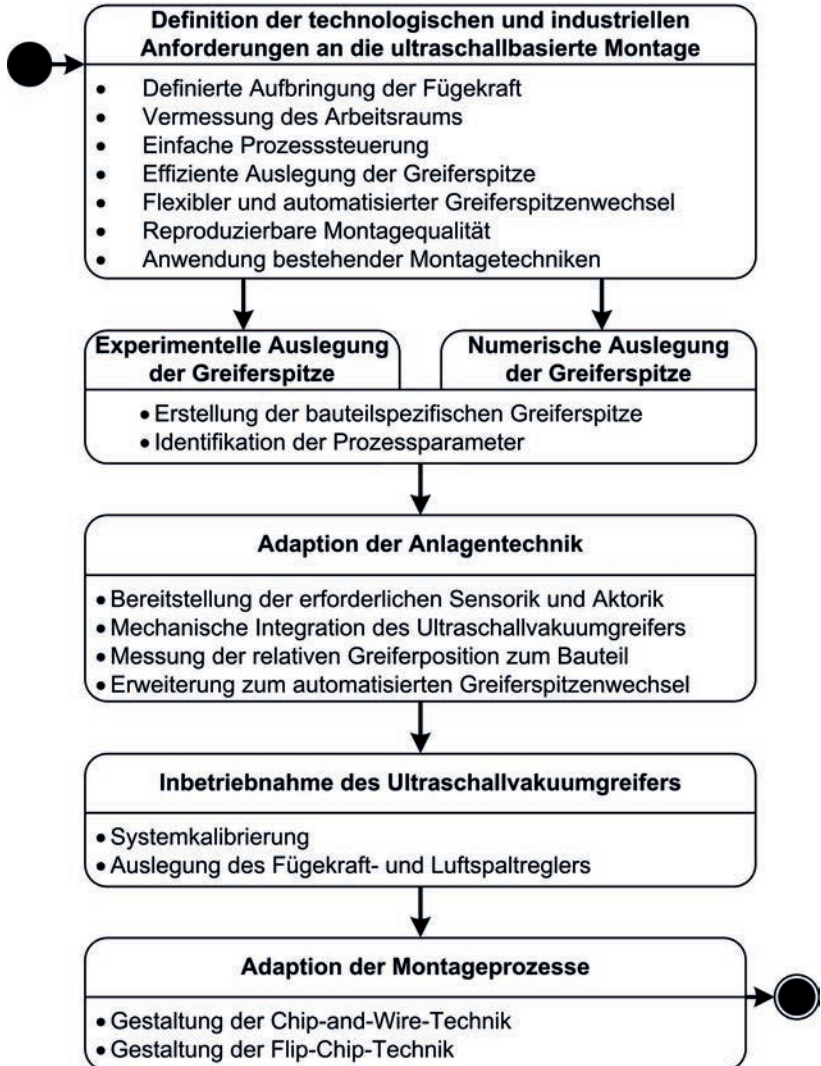 Definition der technologischen und industriellen
Anforderungen an die ultraschallbasierte Montage
• Definierte Aufbringung der Fügekraft
• Vermessung des Arbeitsraums
• Einfache Prozesssteuerung
• Effiziente Auslegung der Greiferspitze
• Flexibler und automatisierter Greiferspitzenwechsel
• Reproduzierbare Montagequalität
• Anwendung bestehender Montagetechniken
Experimentelle Auslegung
der Greiferspitze
Numerische Auslegung
der Greiferspitze
• Erstellung der bauteilspezifischen Greiferspitze
• Identifikation der Prozessparameter
Adaption der Anlagentechnik
• Bereitstellung der erforderlichen Sensorik und Aktorik
• Mechanische Integration des Ultraschallvakuumgreifers
• Messung der relativen Greiferposition zum Bauteil
• Erweiterung zum automatisierten Greiferspitzenwechsel
Inbetriebnahme des Ultraschallvakuumgreifers
• Systemkalibrierung
• Auslegung des Fügekraft- und Luftspaltreglers
Adaption der Montageprozesse
• Gestaltung der Chip-and-Wire-Technik
• Gestaltung der Flip-Chip-Technik